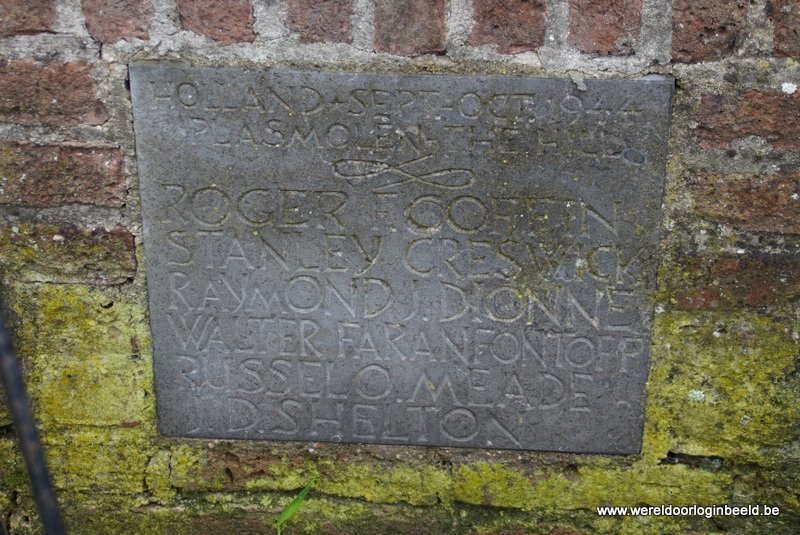 HOLLAND SEPT-OCT. 1944
PLASMOLEN THE HILLS
ROGER F. COFFIN
STANLEY CRESWICK
RAYMOND J. DIONNE
WALTER FARANFONTOFF
RUSSEL O. MEADE
J. D. SHELTON
www.wereldoorloginbeeld.be